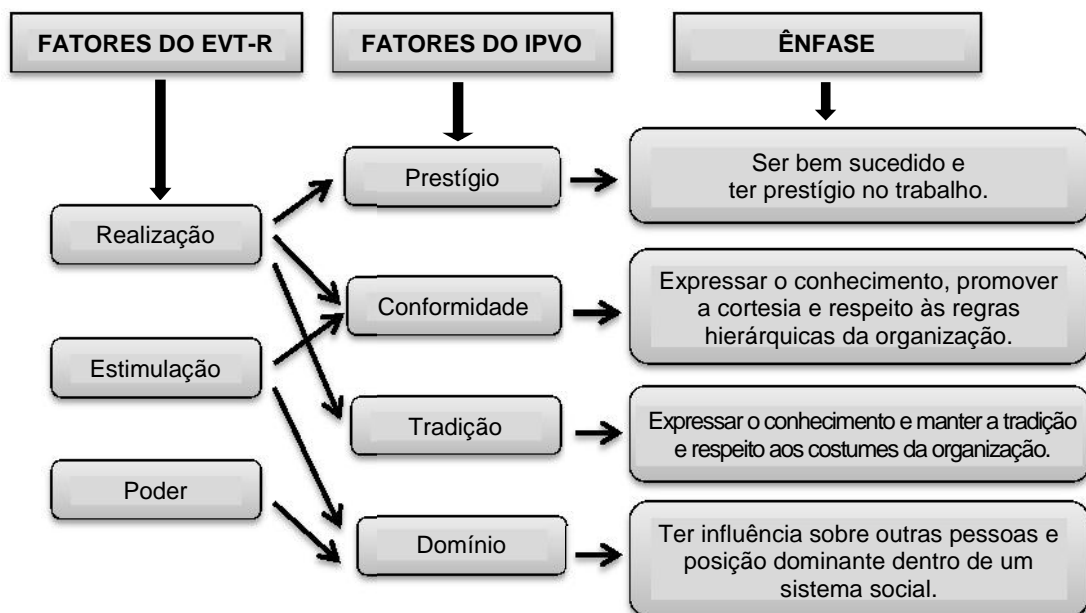 FATORES DO EVT-R
FATORES DO IPVO
ÊNFASE
Realização
Estimulação
Poder
Prestígio
Conformidade
Tradição
Domínio
Ser bem sucedido e
ter prestígio no trabalho.
Expressar o conhecimento, promover
a cortesia e respeito às regras
hierárquicas da organização.
Expressar o conhecimento e manter a tradição
e respeito aos costumes da organização.
Ter influência sobre outras pessoas e
posição dominante dentro de um
sistema social.